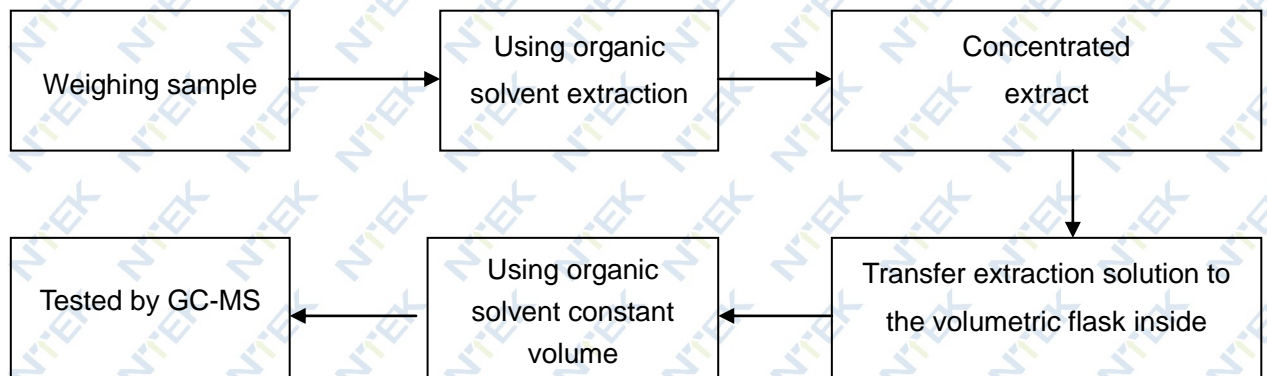 Weighing sample
Using organic
solvent extraction
Concentrated
extract
Transfer extraction solution to
the volumetric flask inside
Using organic
solvent constant
volume
Tested by GC-MS
NTEK